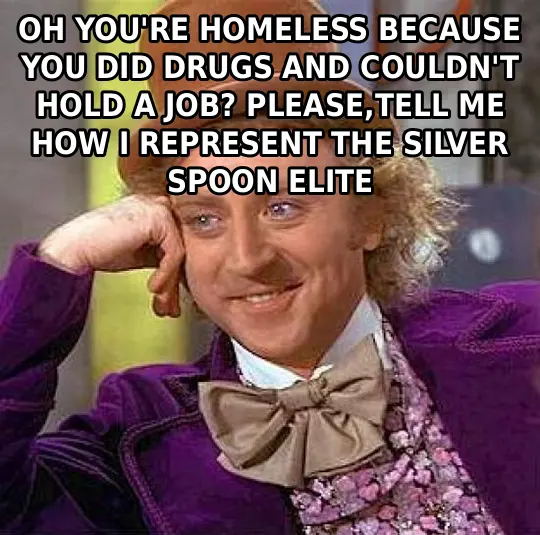 OH YOU'RE HOMELESS BECAUSE
YOU DID DRUGS AND COULDN'T
HOLD A JOB? PLEASE,TELL ME
HOW I REPRESENT THE SILVER
SPOON ELITE